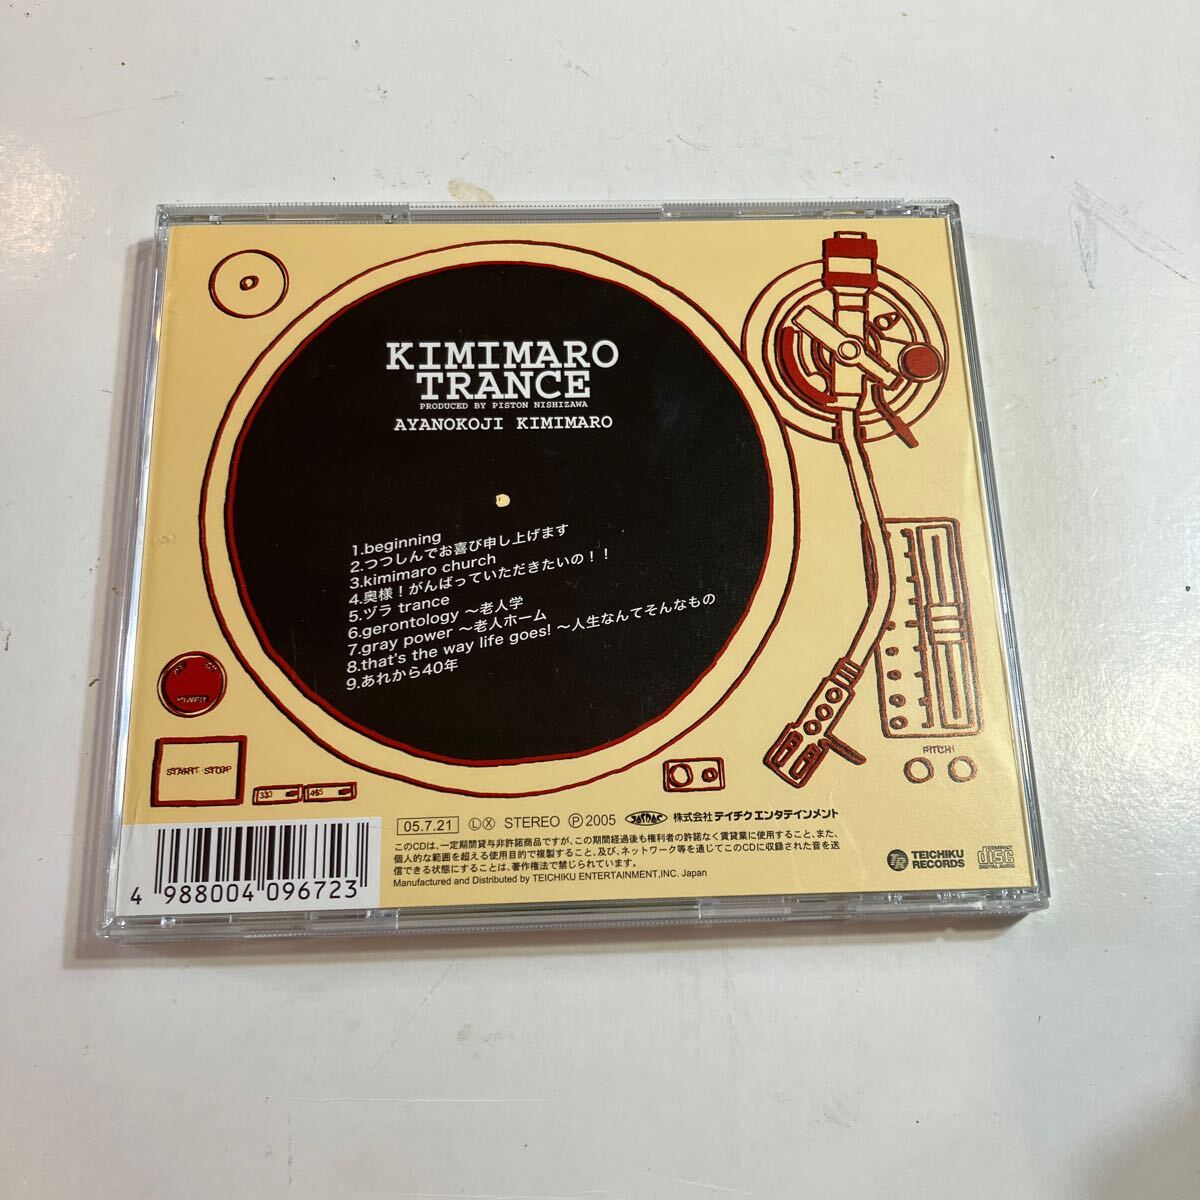 KIMIMARO
TRANCE
PRODUCED BY PISTON NISHIZAWA
AYANOKOJI KIMIMARO
1.beginning
2.つつしんでお喜び申し上げます
3.kimimaro church
4.奥様！がんばっていただきたいの！！
5.ヅラ trance
6.gerontology ～老人学
7.gray power ～老人ホーム
8.that's the way life goes! ～人生なんてそんなもの
9.あれから40年
POWER
START STOP
33
45
PITCH
05.7.21 Ⓛ Ⓧ STEREO Ⓟ2005 JASRAC 株式会社テイチクエンタテインメント
このCDは、一定期間貸与非許諾商品ですが、この期間経過後も権利者の許諾なく賃貸業に使用すること、また、
個人的な範囲を超える使用目的で複製すること、及び、ネットワーク等を通じてこのCDに収録された音を送
信できる状態にすることは、著作権法で禁じられています。
Manufactured and Distributed by TEICHIKU ENTERTAINMENT,INC. Japan
TEICHIKU
RECORDS
COMPACT
disc
DIGITAL AUDIO
4 988004 096723